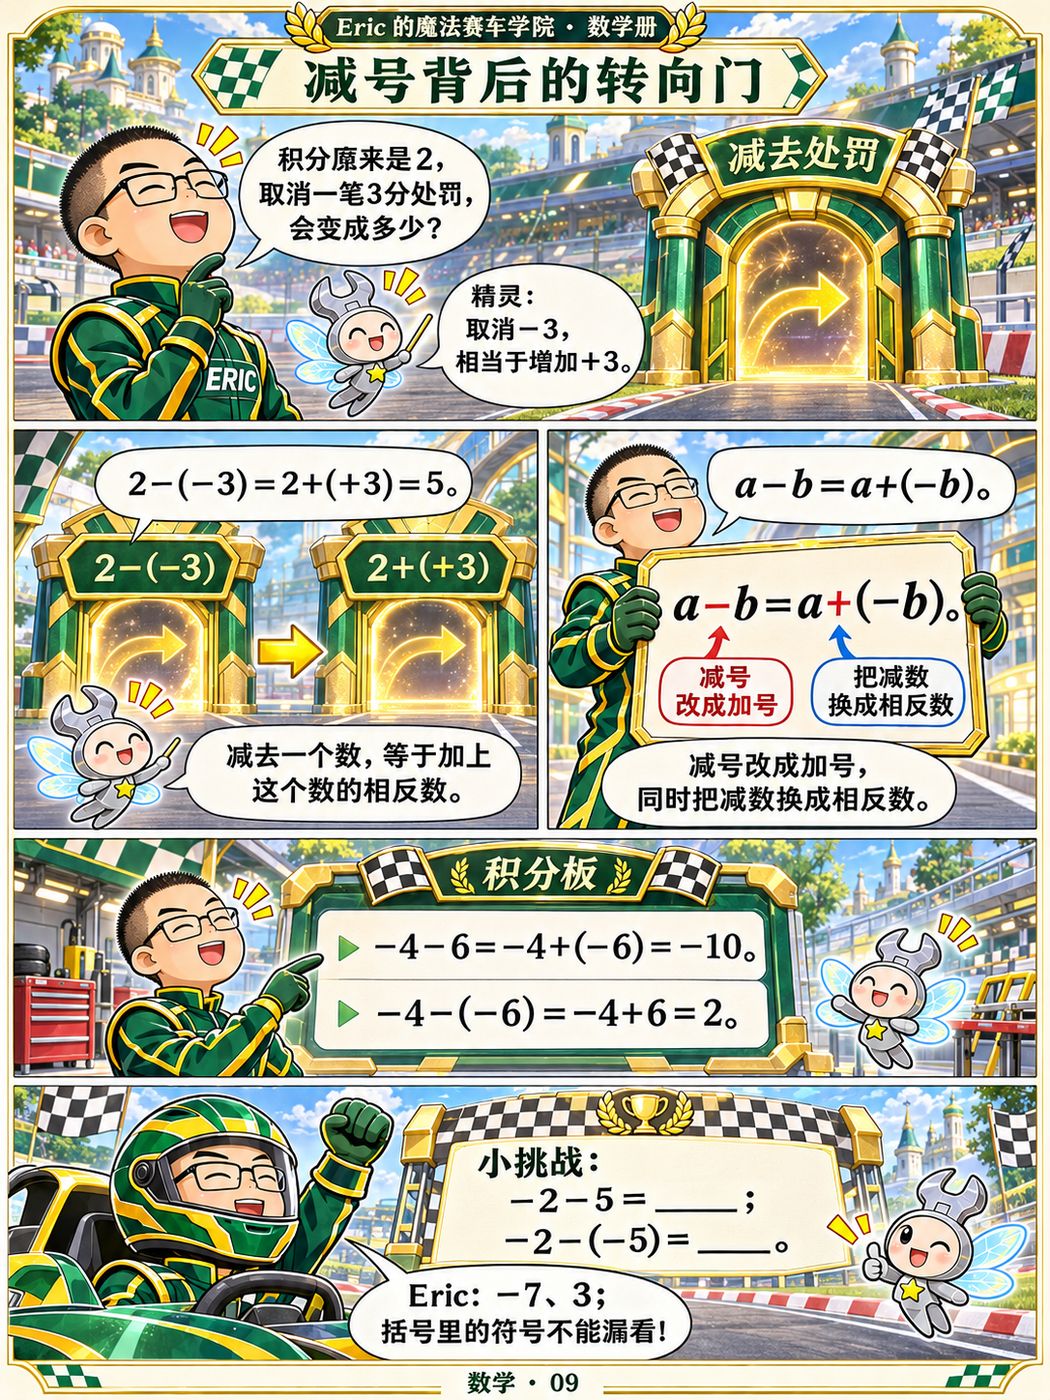 Eric 的魔法赛车学院 · 数学册
减号背后的转向门
积分原来是2，
取消一笔3分处罚，
会变成多少？
减去处罚
精灵：
取消−3，
相当于增加+3。
ERIC
2−(−3)=2+(+3)=5。
2−(−3)
2+(+3)
减去一个数，等于加上
这个数的相反数。
a−b=a+(−b)。
a−b=a+(−b)。
减号
改成加号
把减数
换成相反数
减号改成加号，
同时把减数换成相反数。
积分板
−4−6=−4+(−6)=−10。
−4−(−6)=−4+6=2。
小挑战：
−2−5=____；
−2−(−5)=____。
Eric: −7、3；
括号里的符号不能漏看！
数学 · 09